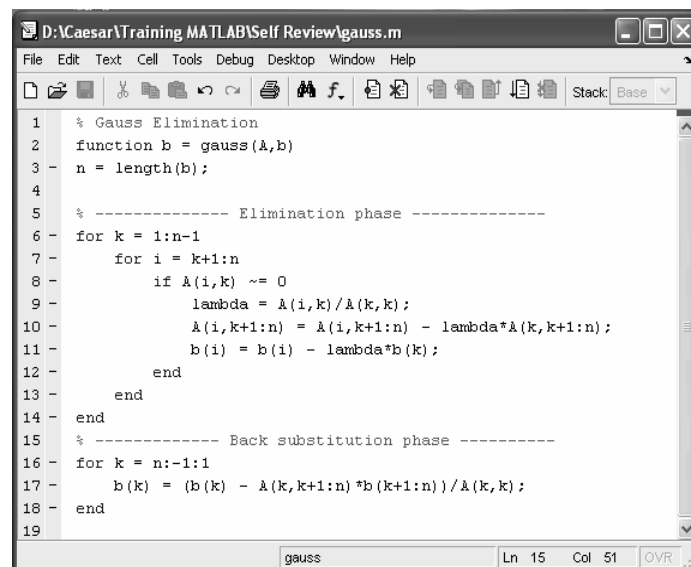 D:\Caesar\Training MATLAB\Self Review\gauss.m
File Edit Text Cell Tools Debug Desktop Window Help
Stack: Base
1 % Gauss Elimination
2 function b = gauss(A,b)
3 - n = length(b);
4
5 % -------------- Elimination phase --------------
6 - for k = 1:n-1
7 - for i = k+1:n
8 - if A(i,k) ~= 0
9 - lambda = A(i,k)/A(k,k);
10 - A(i,k+1:n) = A(i,k+1:n) - lambda*A(k,k+1:n);
11 - b(i) = b(i) - lambda*b(k);
12 - end
13 - end
14 - end
15 % ------------- Back substitution phase ----------
16 - for k = n:-1:1
17 - b(k) = (b(k) - A(k,k+1:n)*b(k+1:n))/A(k,k);
18 - end
19
gauss Ln 15 Col 51 OVR